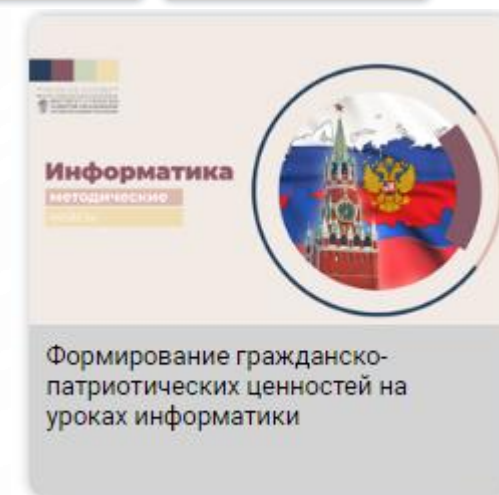 Информатика
методические
Формирование гражданско-
патриотических ценностей на
уроках информатики